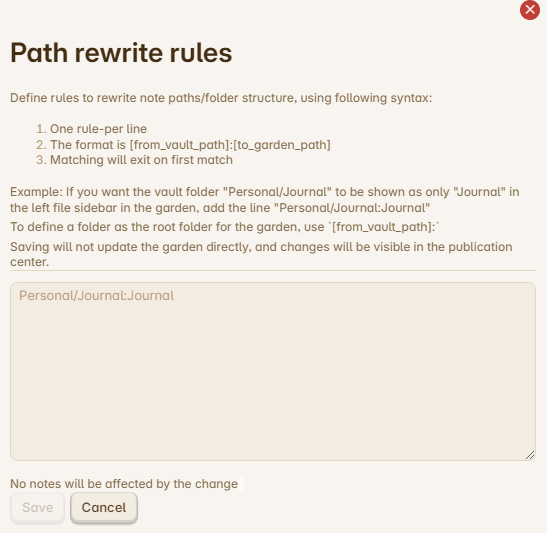 Path rewrite rules
Define rules to rewrite note paths/folder structure, using following syntax:
1. One rule-per line
2. The format is [from_vault_path]:[to_garden_path]
3. Matching will exit on first match
Example: If you want the vault folder "Personal/Journal" to be shown as only "Journal" in
the left file sidebar in the garden, add the line "Personal/Journal:Journal"
To define a folder as the root folder for the garden, use `[from_vault_path]:`
Saving will not update the garden directly, and changes will be visible in the publication
center.
Personal/Journal:Journal
No notes will be affected by the change
Save Cancel